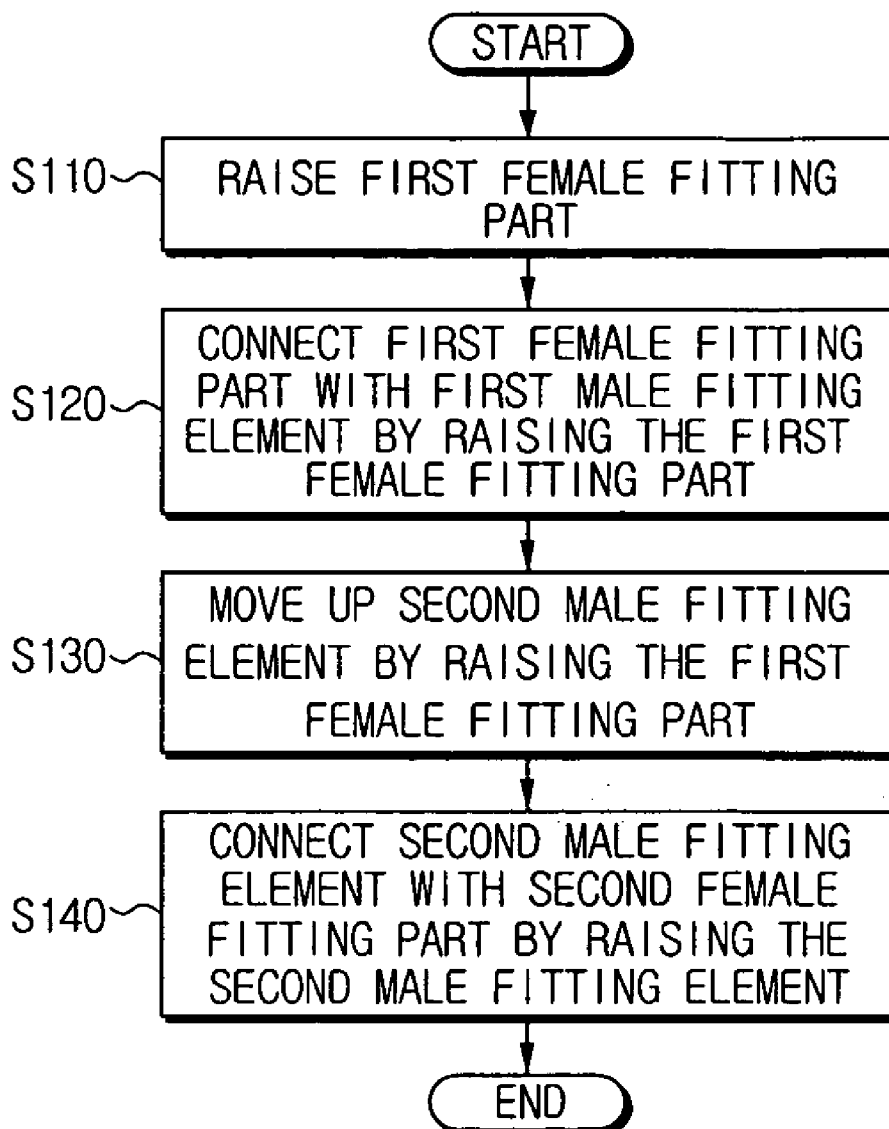 START
S110
RAISE FIRST FEMALE FITTING
PART
S120
CONNECT FIRST FEMALE FITTING
PART WITH FIRST MALE FITTING
ELEMENT BY RAISING THE FIRST
FEMALE FITTING PART
S130
MOVE UP SECOND MALE FITTING
ELEMENT BY RAISING THE FIRST
FEMALE FITTING PART
S140
CONNECT SECOND MALE FITTING
ELEMENT WITH SECOND FEMALE
FITTING PART BY RAISING THE
SECOND MALE FITTING ELEMENT
END